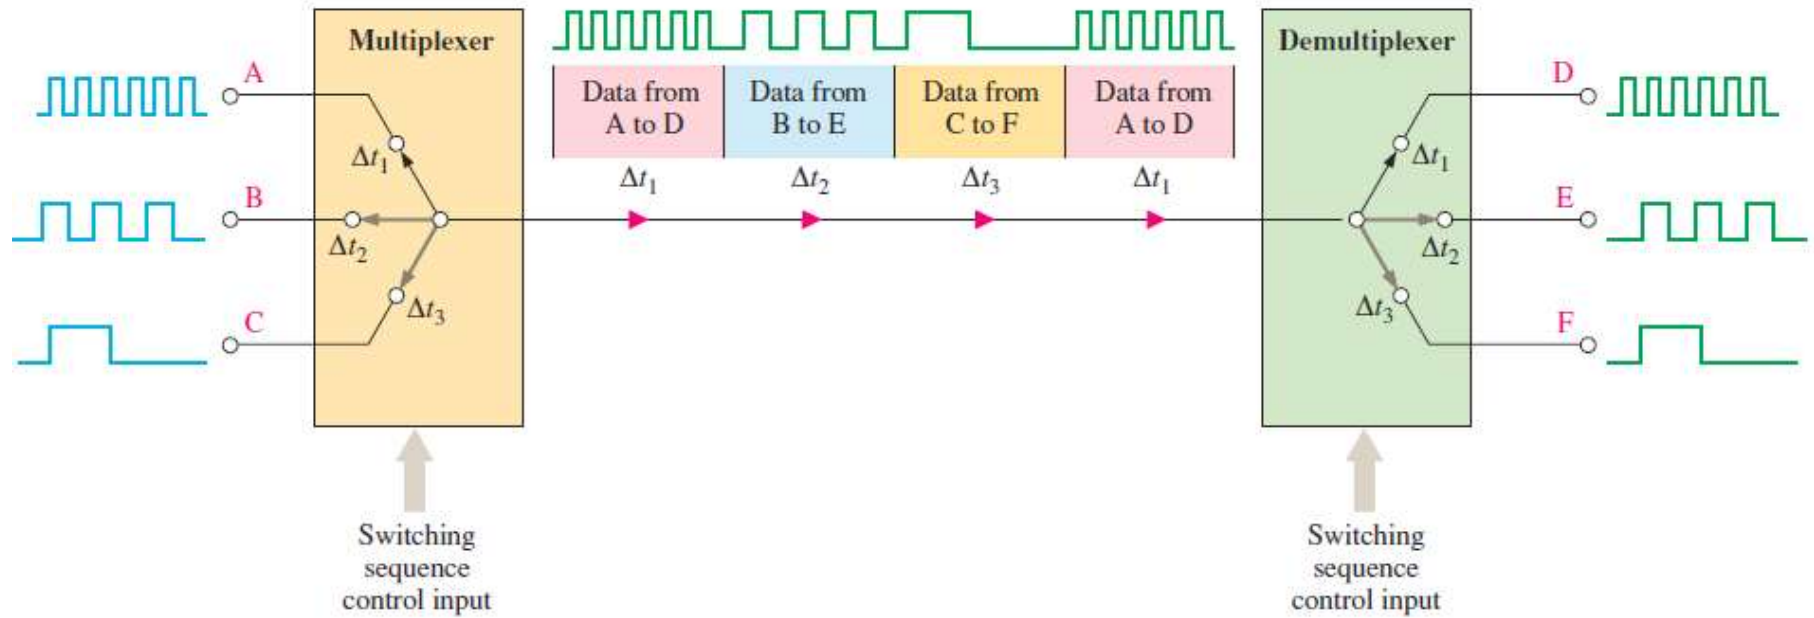 Multiplexer
Demultiplexer
A
B
C
Δt₁
Δt₂
Δt₃
Data from
A to D
Data from
B to E
Data from
C to F
Data from
A to D
Δt₁
Δt₂
Δt₃
Δt₁
D
E
F
Δt₁
Δt₂
Δt₃
Switching
sequence
control input
Switching
sequence
control input